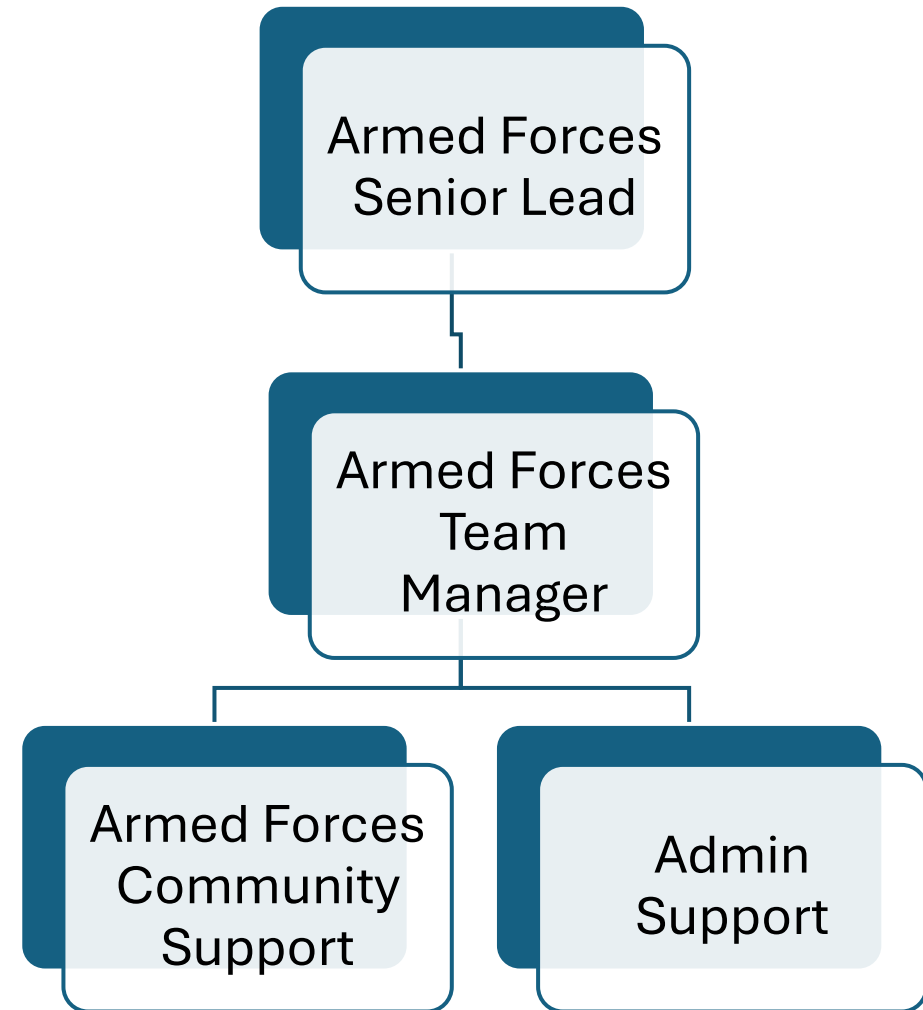 Armed Forces
Senior Lead
Armed Forces
Team
Manager
Armed Forces
Community
Support
Admin
Support